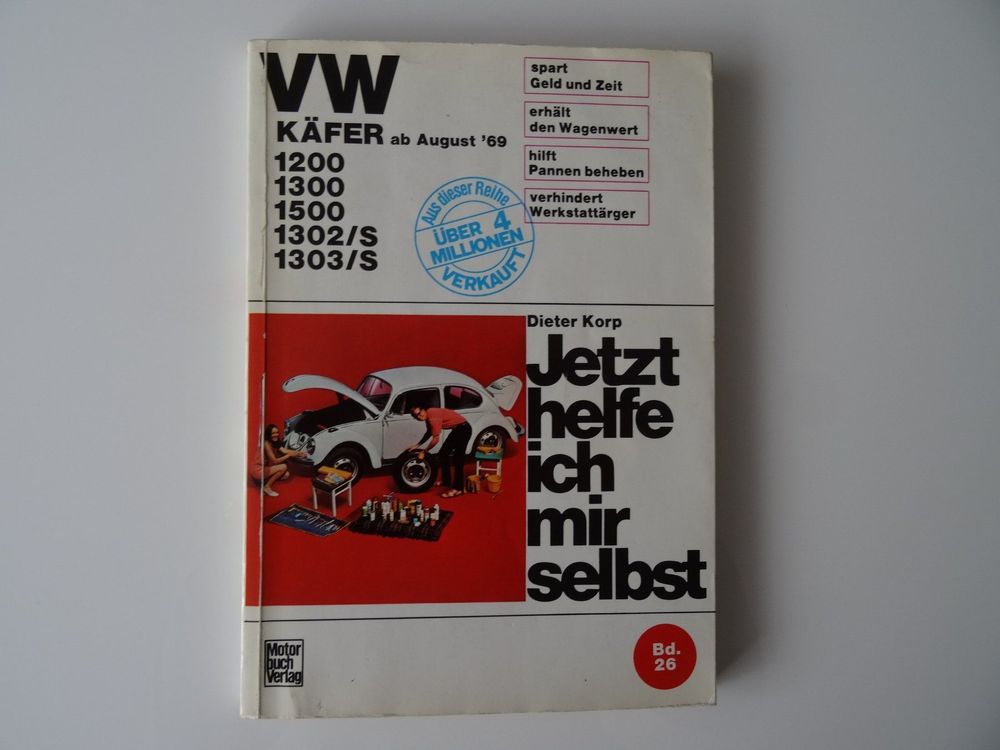 VW
KÄFER ab August '69
1200
1300
1500
1302/S
1303/S
spart
Geld und Zeit
erhält
den Wagenwert
hilft
Pannen beheben
verhindert
Werkstattärger
Aus dieser Reihe
ÜBER 4
MILLIONEN
VERKAUFT
Dieter Korp
Jetzt
helfe
ich
mir
selbst
Motor
buch
Verlag
Bd.
26